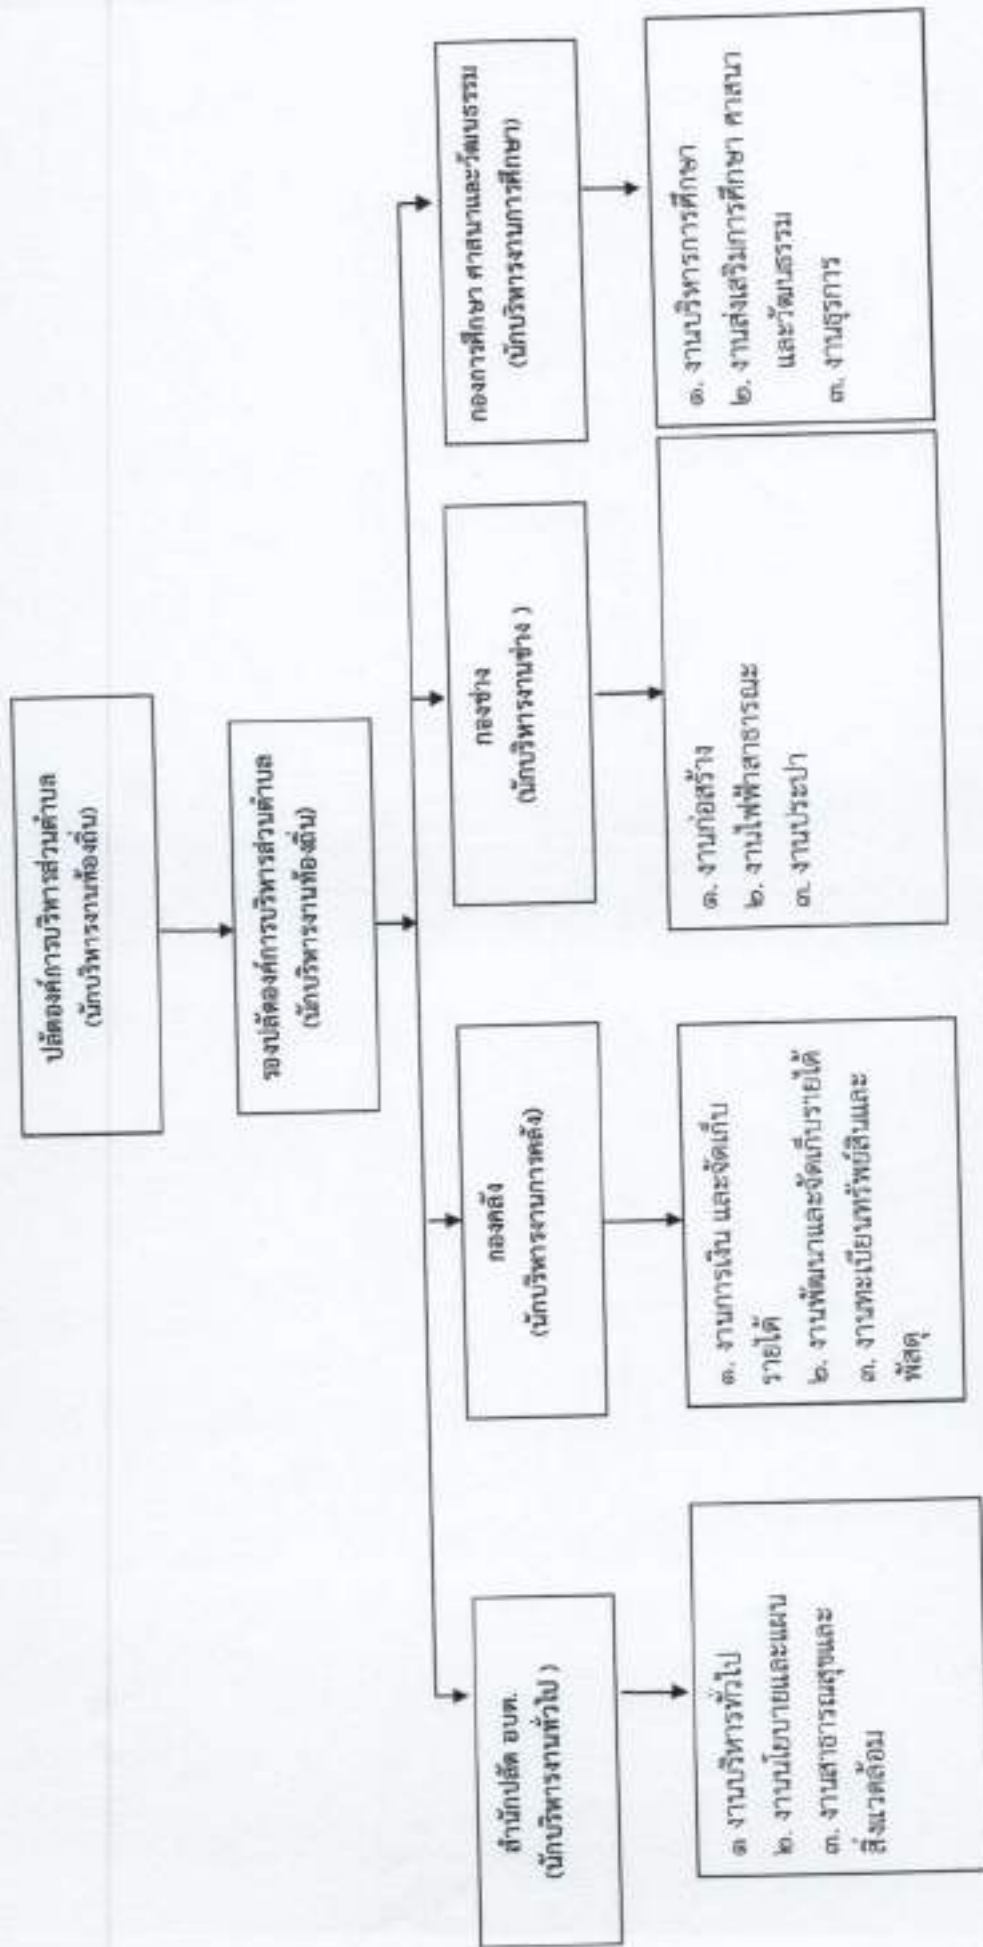 ปลัดองค์การบริหารส่วนตำบล
(นักบริหารงานท้องถิ่น)
รองปลัดองค์การบริหารส่วนตำบล
(นักบริหารงานท้องถิ่น)
สำนักปลัด อบต.
(นักบริหารงานทั่วไป )
กองคลัง
(นักบริหารงานการคลัง)
กองช่าง
(นักบริหารงานช่าง )
กองการศึกษา ศาสนาและวัฒนธรรม
(นักบริหารงานการศึกษา)
๑ งานบริหารทั่วไป
๒. งานนโยบายและแผน
๓. งานสาธารณสุขและ
สิ่งแวดล้อม
๑. งานการเงิน และจัดเก็บ
รายได้
๒. งานพัฒนาและจัดเก็บรายได้
๓. งานทะเบียนทรัพย์สินและ
พัสดุ
๑. งานก่อสร้าง
๒. งานไฟฟ้าสาธารณะ
๓. งานประปา
๑. งานบริหารการศึกษา
๒. งานส่งเสริมการศึกษา ศาสนา
และวัฒนธรรม
๓. งานธุรการ